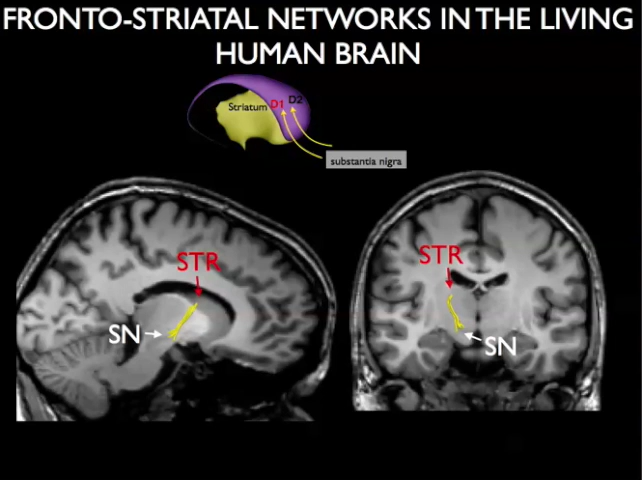 FRONTO-STRIATAL NETWORKS IN THE LIVING
HUMAN BRAIN
Striatum D1 D2
substantia nigra
STR
SN
STR
SN